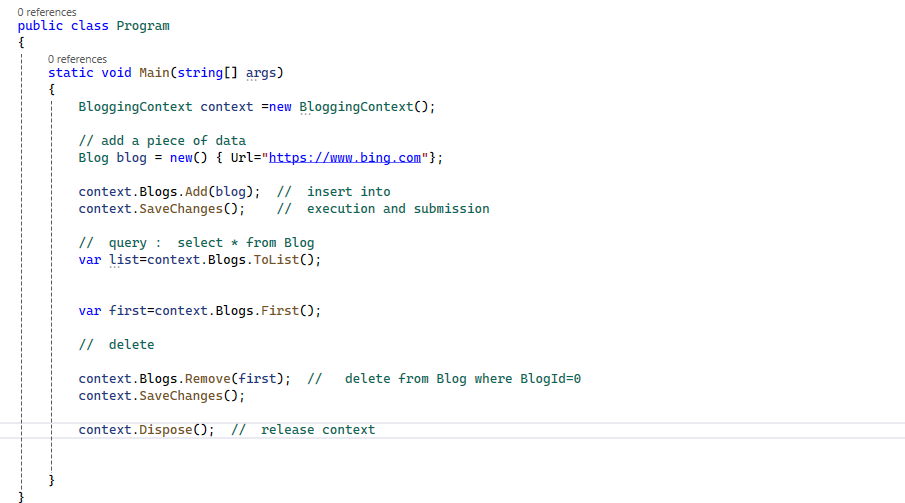 0 references
public class Program
{
0 references
static void Main(string[] args)
{
BloggingContext context =new BloggingContext();
// add a piece of data
Blog blog = new() { Url="https://www.bing.com"};
context.Blogs.Add(blog);  //  insert into
context.SaveChanges();    //  execution and submission
//  query :  select * from Blog
var list=context.Blogs.ToList();
var first=context.Blogs.First();
//  delete
context.Blogs.Remove(first);  //   delete from Blog where BlogId=0
context.SaveChanges();
context.Dispose();  //  release context
}
}